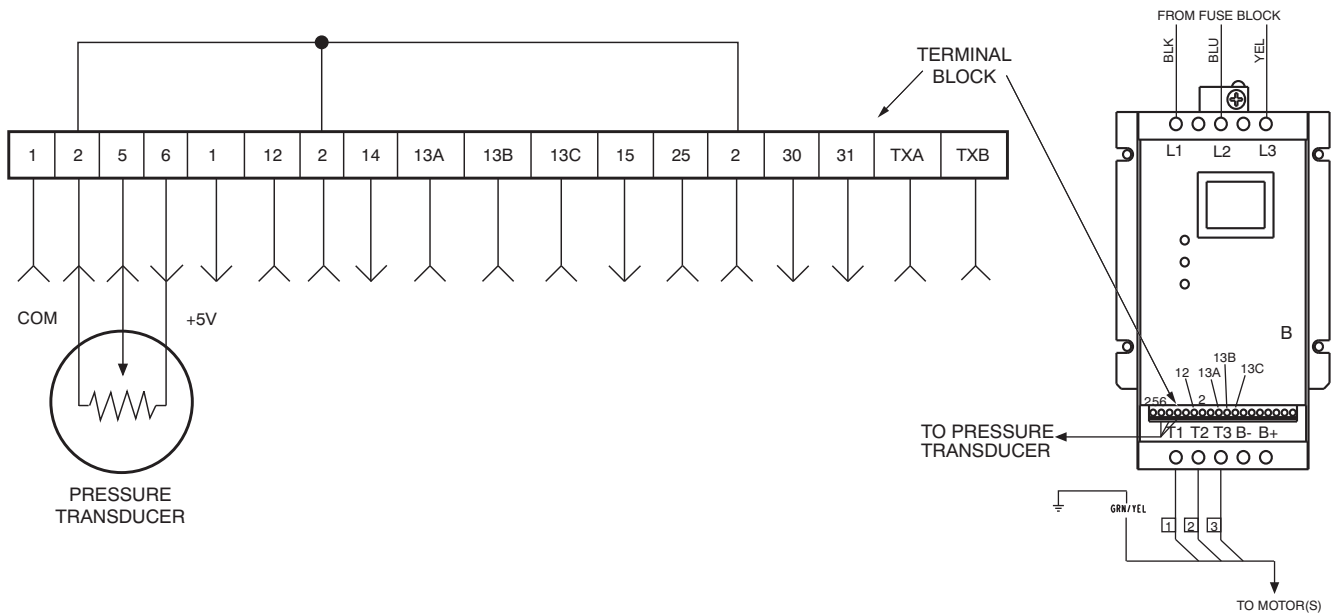 FROM FUSE BLOCK
BLK BLU YEL
TERMINAL
BLOCK
1 2 5 6 1 12 2 14 13A 13B 13C 15 25 2 30 31 TXA TXB
L1 L2 L3
COM +5V
B
PRESSURE
TRANSDUCER
12 13A 13B 13C
256 2
T1 T2 T3 B- B+
TO PRESSURE
TRANSDUCER
GRN/YEL
1 2 3
TO MOTOR(S)